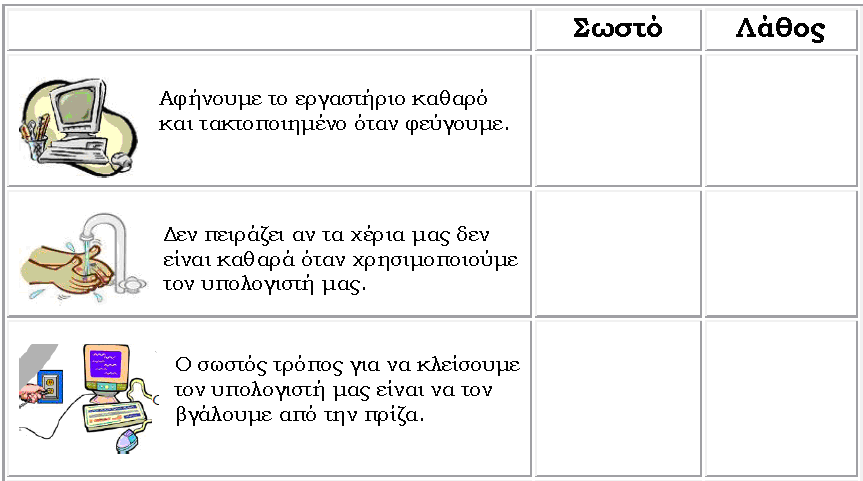 Σωστό Λάθος
Αφήνουμε το εργαστήριο καθαρό
και τακτοποιημένο όταν φεύγουμε.
Δεν πειράζει αν τα χέρια μας δεν
είναι καθαρά όταν χρησιμοποιούμε
τον υπολογιστή μας.
Ο σωστός τρόπος για να κλείσουμε
τον υπολογιστή μας είναι να τον
βγάλουμε από την πρίζα.